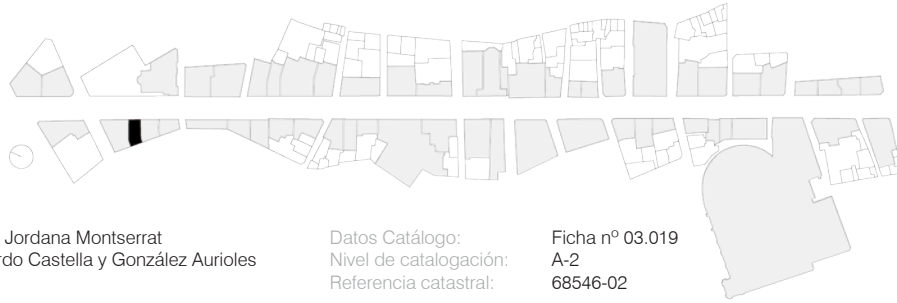 Jordana Montserrat
Castella y González Aurioles
Datos Catálogo: Ficha nº 03.019
Nivel de catalogación: A-2
Referencia catastral: 68546-02